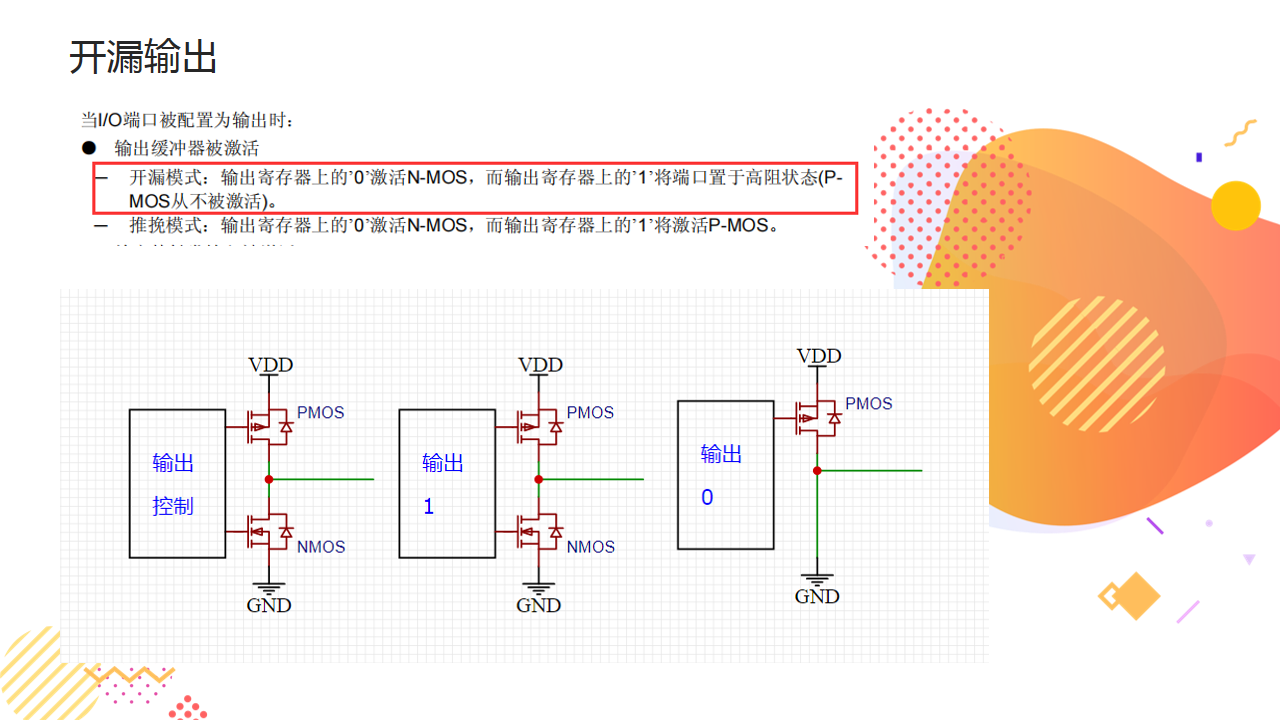 开漏输出
当I/O端口被配置为输出时：
● 输出缓冲器被激活
─ 开漏模式：输出寄存器上的’0’激活N-MOS，而输出寄存器上的’1’将端口置于高阻状态(P-
MOS从不被激活)。
─ 推挽模式：输出寄存器上的’0’激活N-MOS，而输出寄存器上的’1’将激活P-MOS。
VDD
PMOS
输出
控制
NMOS
GND
VDD
PMOS
输出
1
NMOS
GND
VDD
PMOS
输出
0
GND